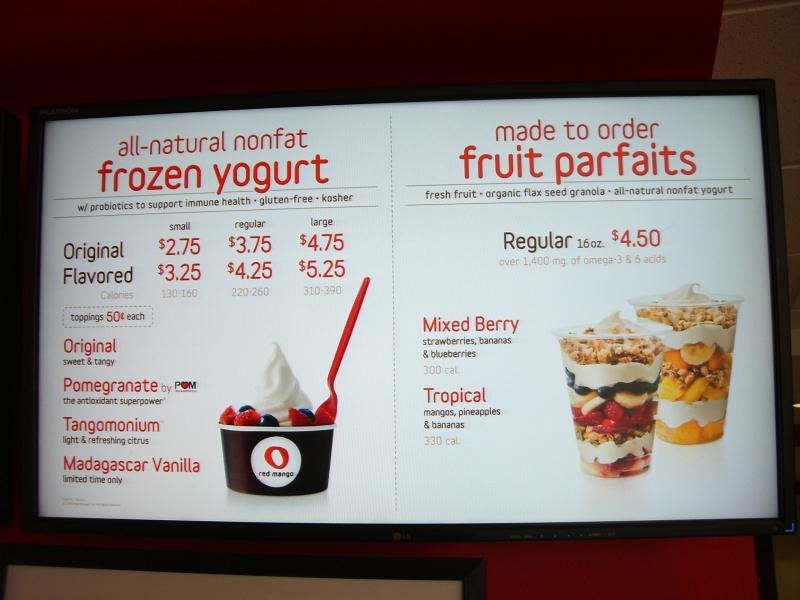 FLATRON
all-natural nonfat
frozen yogurt
w/ probiotics to support immune health • gluten-free • kosher
small regular large
Original $2.75 $3.75 $4.75
Flavored $3.25 $4.25 $5.25
Calories 130-160 220-260 310-390
toppings 50¢ each
Original
sweet & tangy
Pomegranate by POM
the antioxidant superpower
Tangomonium
light & refreshing citrus
Madagascar Vanilla
limited time only
red mango
made to order
fruit parfaits
fresh fruit • organic flax seed granola • all-natural nonfat yogurt
Regular 16 oz. $4.50
over 1,400 mg. of omega-3 & 6 acids
Mixed Berry
strawberries, bananas
& blueberries
300 cal.
Tropical
mangos, pineapples
& bananas
330 cal.
LG